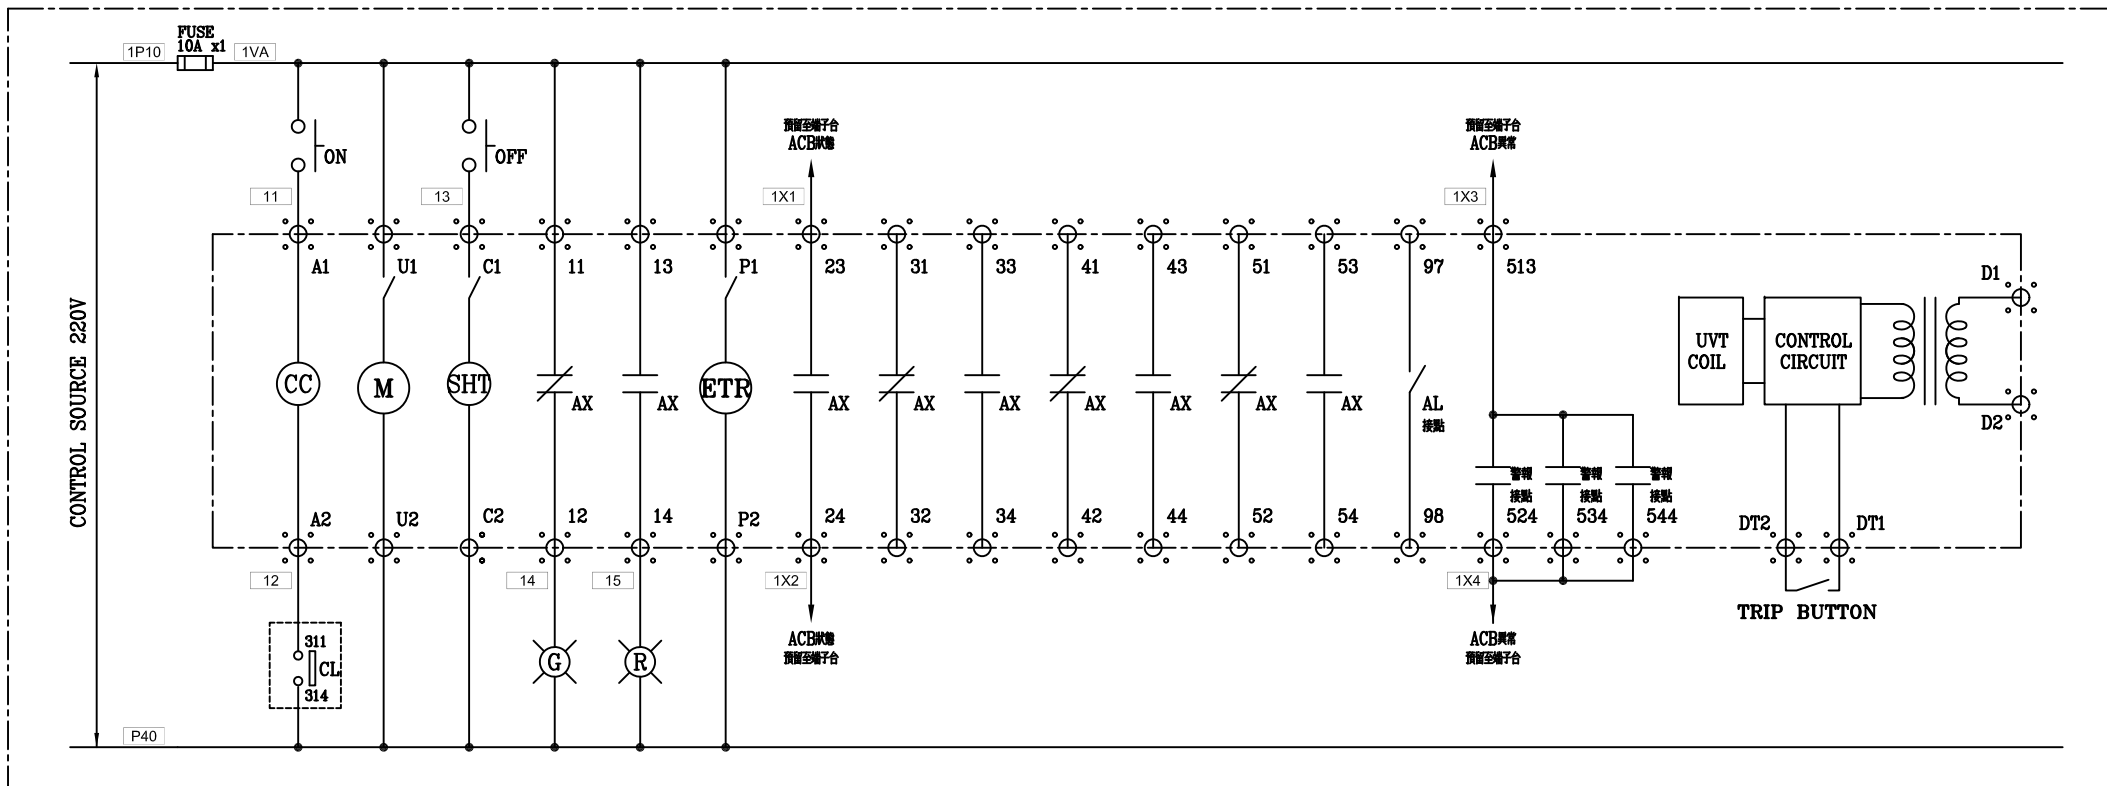 FUSE
10A x1
1P10
1VA
預留至端子台
ACB狀態
預留至端子台
ACB異常
ON
OFF
11
13
1X1
1X3
A1
U1
C1
11
13
P1
23
31
33
41
43
51
53
97
513
D1
CONTROL SOURCE 220V
UVT
COIL
CONTROL
CIRCUIT
CC
M
SHT
AX
AX
ETR
AX
AX
AX
AX
AX
AX
AX
AL
接點
D2
警報
接點
警報
接點
警報
接點
A2
U2
C2
12
14
P2
24
32
34
42
44
52
54
98
524
534
544
DT2
DT1
12
14
15
1X2
1X4
TRIP BUTTON
311
CL
314
G
R
ACB狀態
預留至端子台
ACB異常
預留至端子台
P40